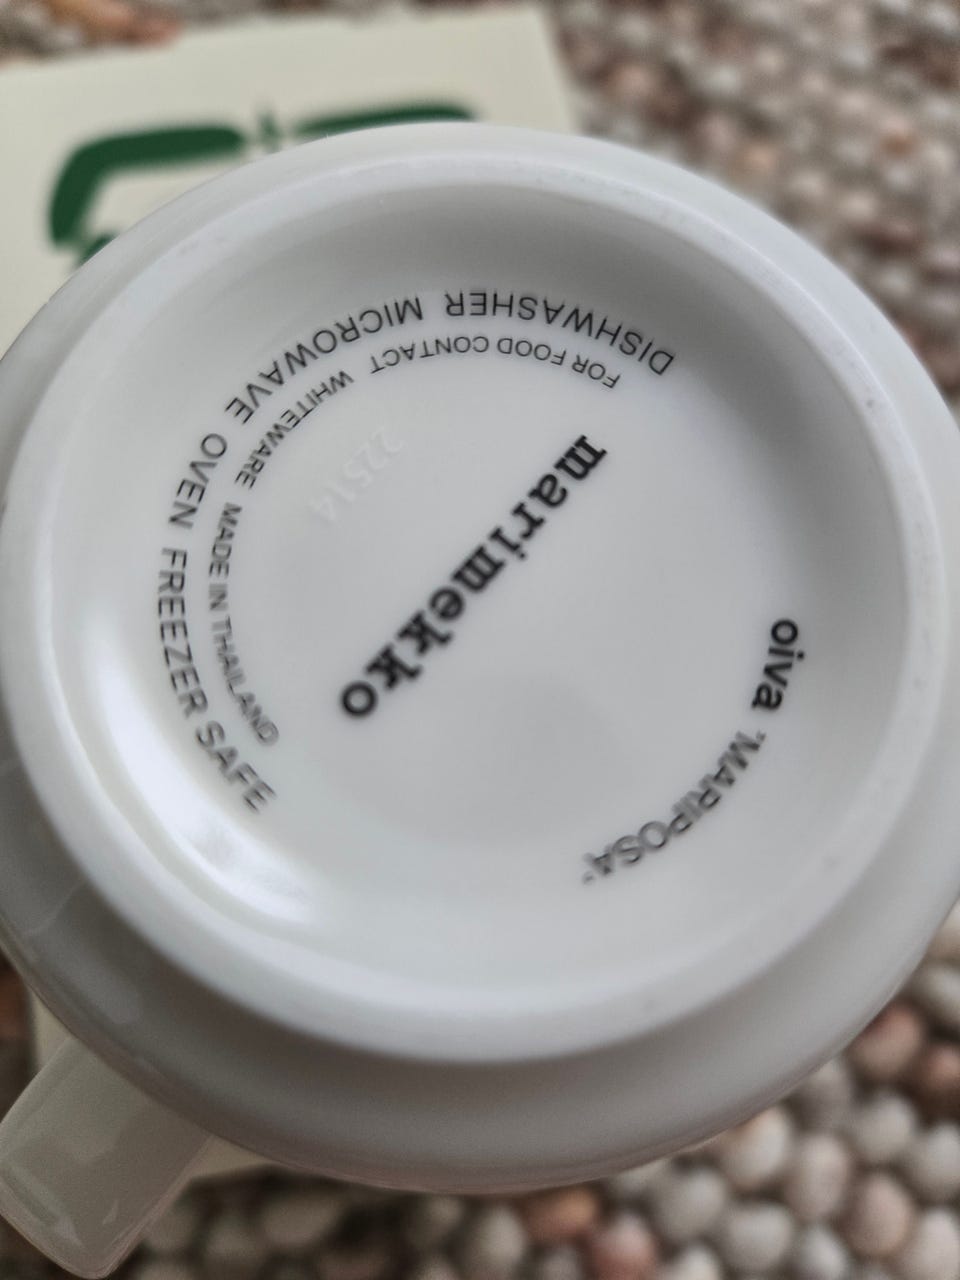 oiva "MARIPOSA"
marimekko
22514
FOR FOOD CONTACT WHITEWARE MADE IN THAILAND
DISHWASHER MICROWAVE OVEN FREEZER SAFE